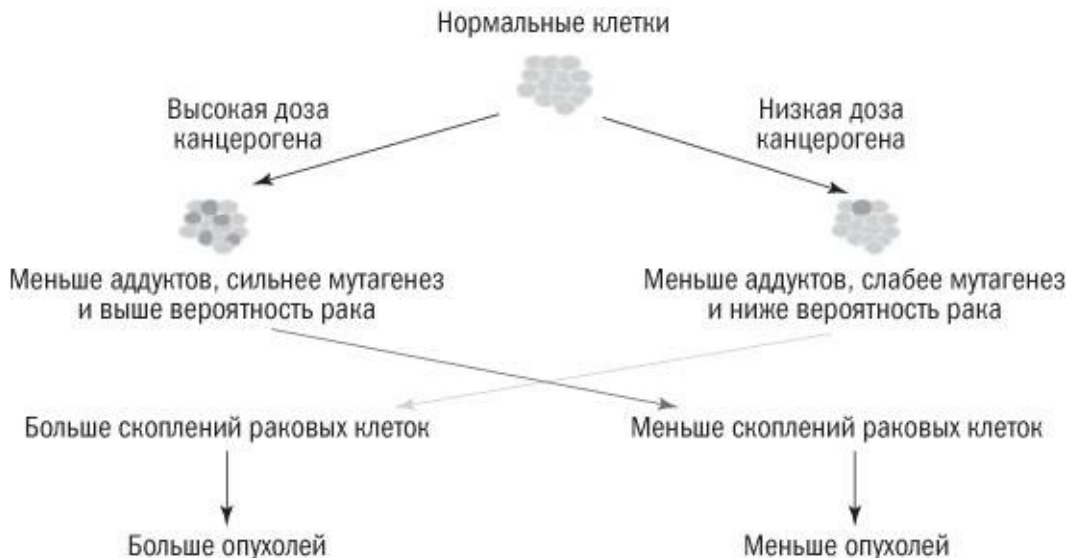 Нормальные клетки
Высокая доза
канцерогена
Низкая доза
канцерогена
Меньше аддуктов, сильнее мутагенез
и выше вероятность рака
Меньше аддуктов, слабее мутагенез
и ниже вероятность рака
Больше скоплений раковых клеток
Меньше скоплений раковых клеток
Больше опухолей
Меньше опухолей